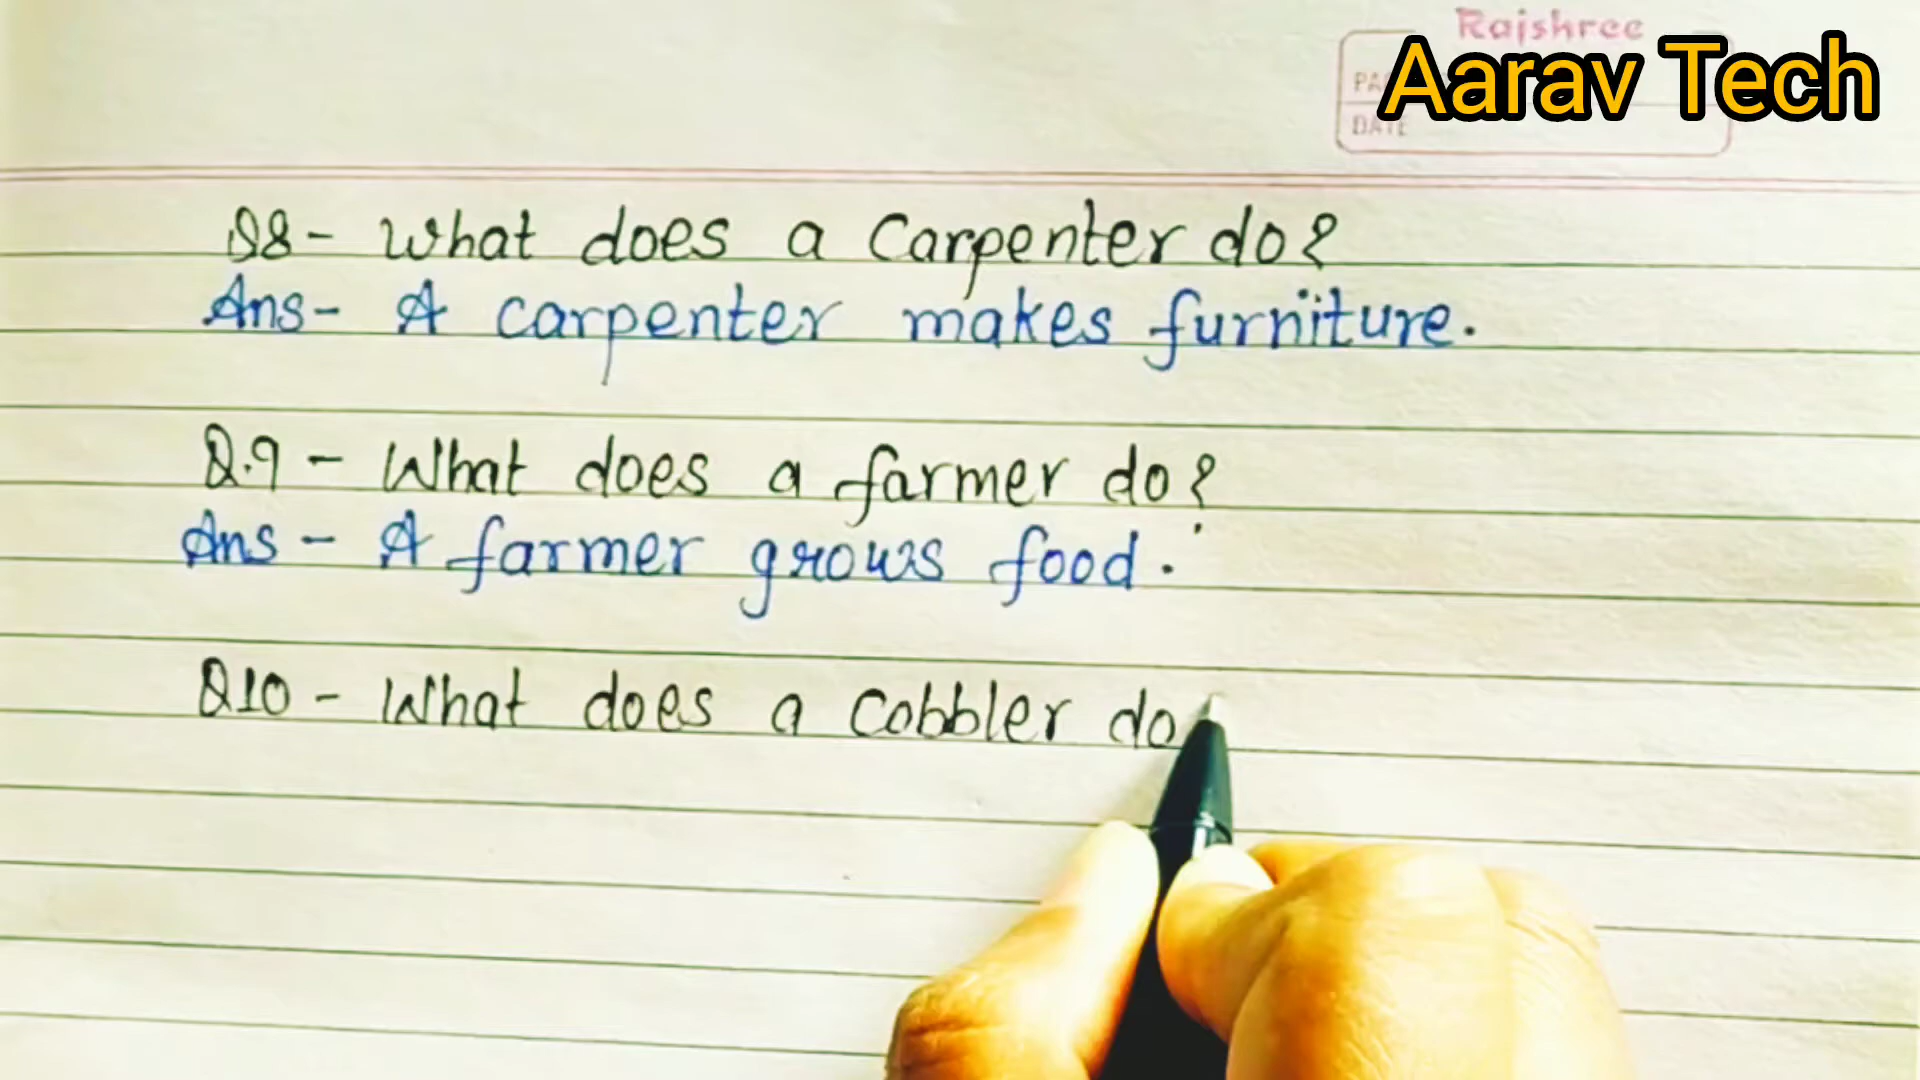 Rajshree
Aarav Tech
DATE
Q8 - What does a Carpenter do?
Ans - A carpenter makes furniture.
Q.9 - What does a farmer do?
Ans - A farmer grows food.
Q10 - What does a Cobbler do